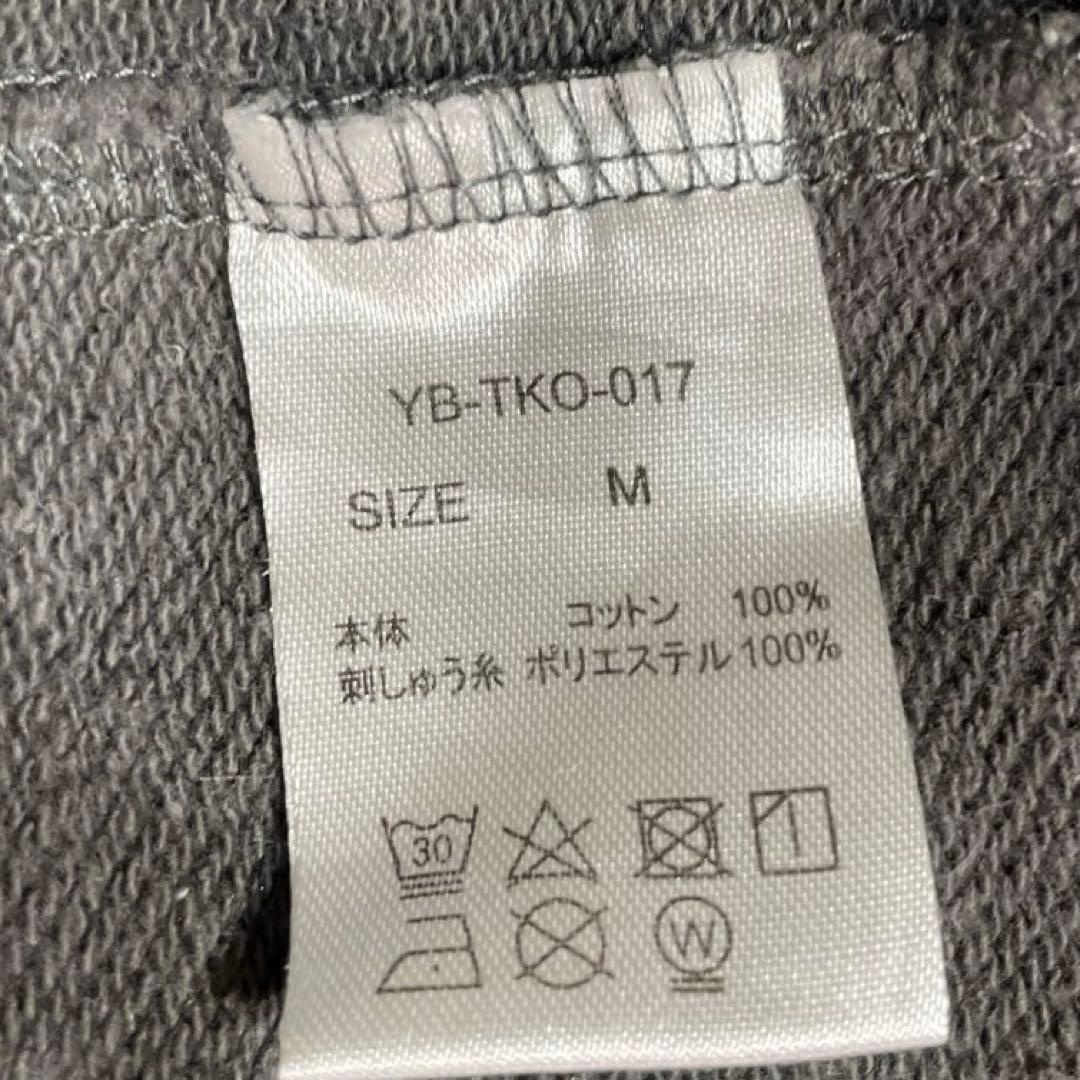 YB-TKO-017
SIZE M
本体 コットン 100%
刺しゅう糸 ポリエステル 100%
30
W